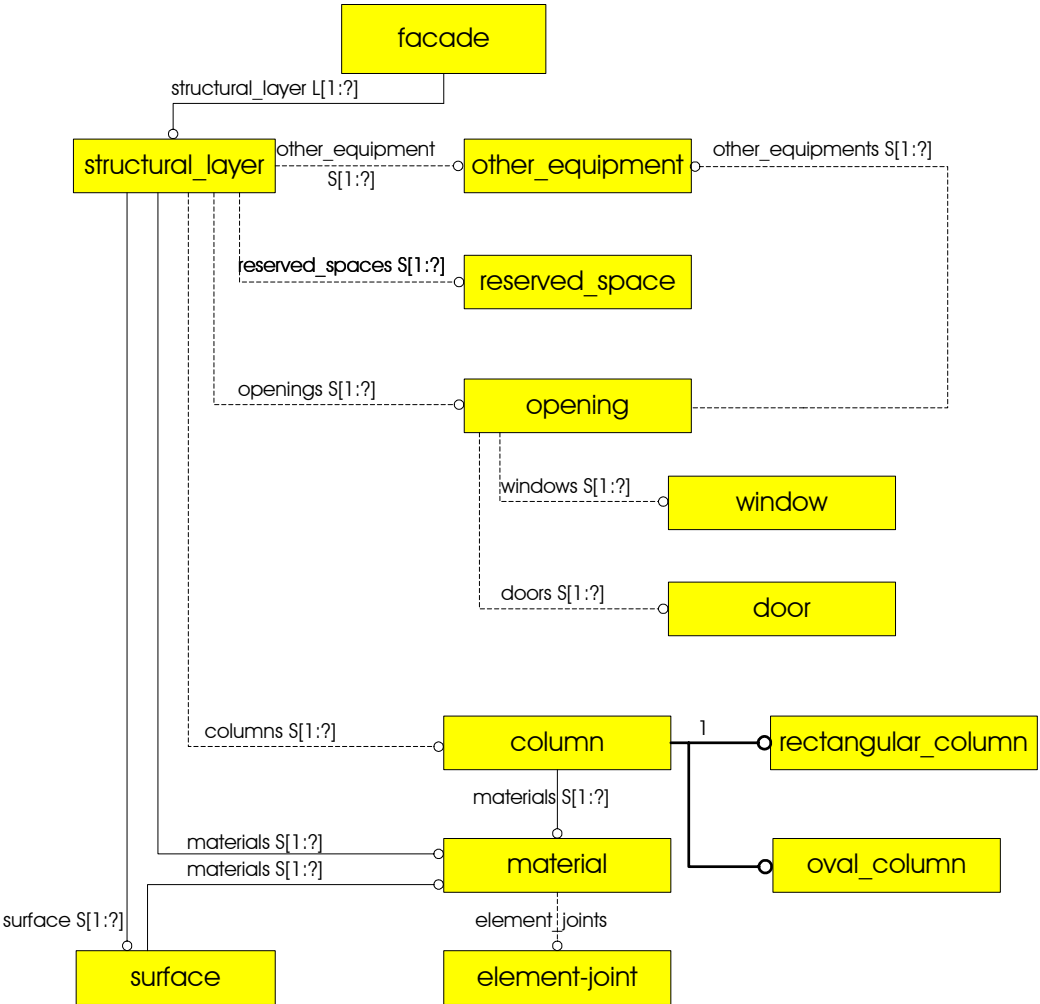 facade
structural_layer L[1:?]
structural_layer
other_equipment
S[1:?]
other_equipment
other_equipments S[1:?]
reserved_spaces S[1:?]
reserved_space
openings S[1:?]
opening
windows S[1:?]
window
doors S[1:?]
door
columns S[1:?]
column
1
rectangular_column
materials S[1:?]
materials S[1:?]
material
oval_column
materials S[1:?]
surface S[1:?]
element_joints
surface
element-joint